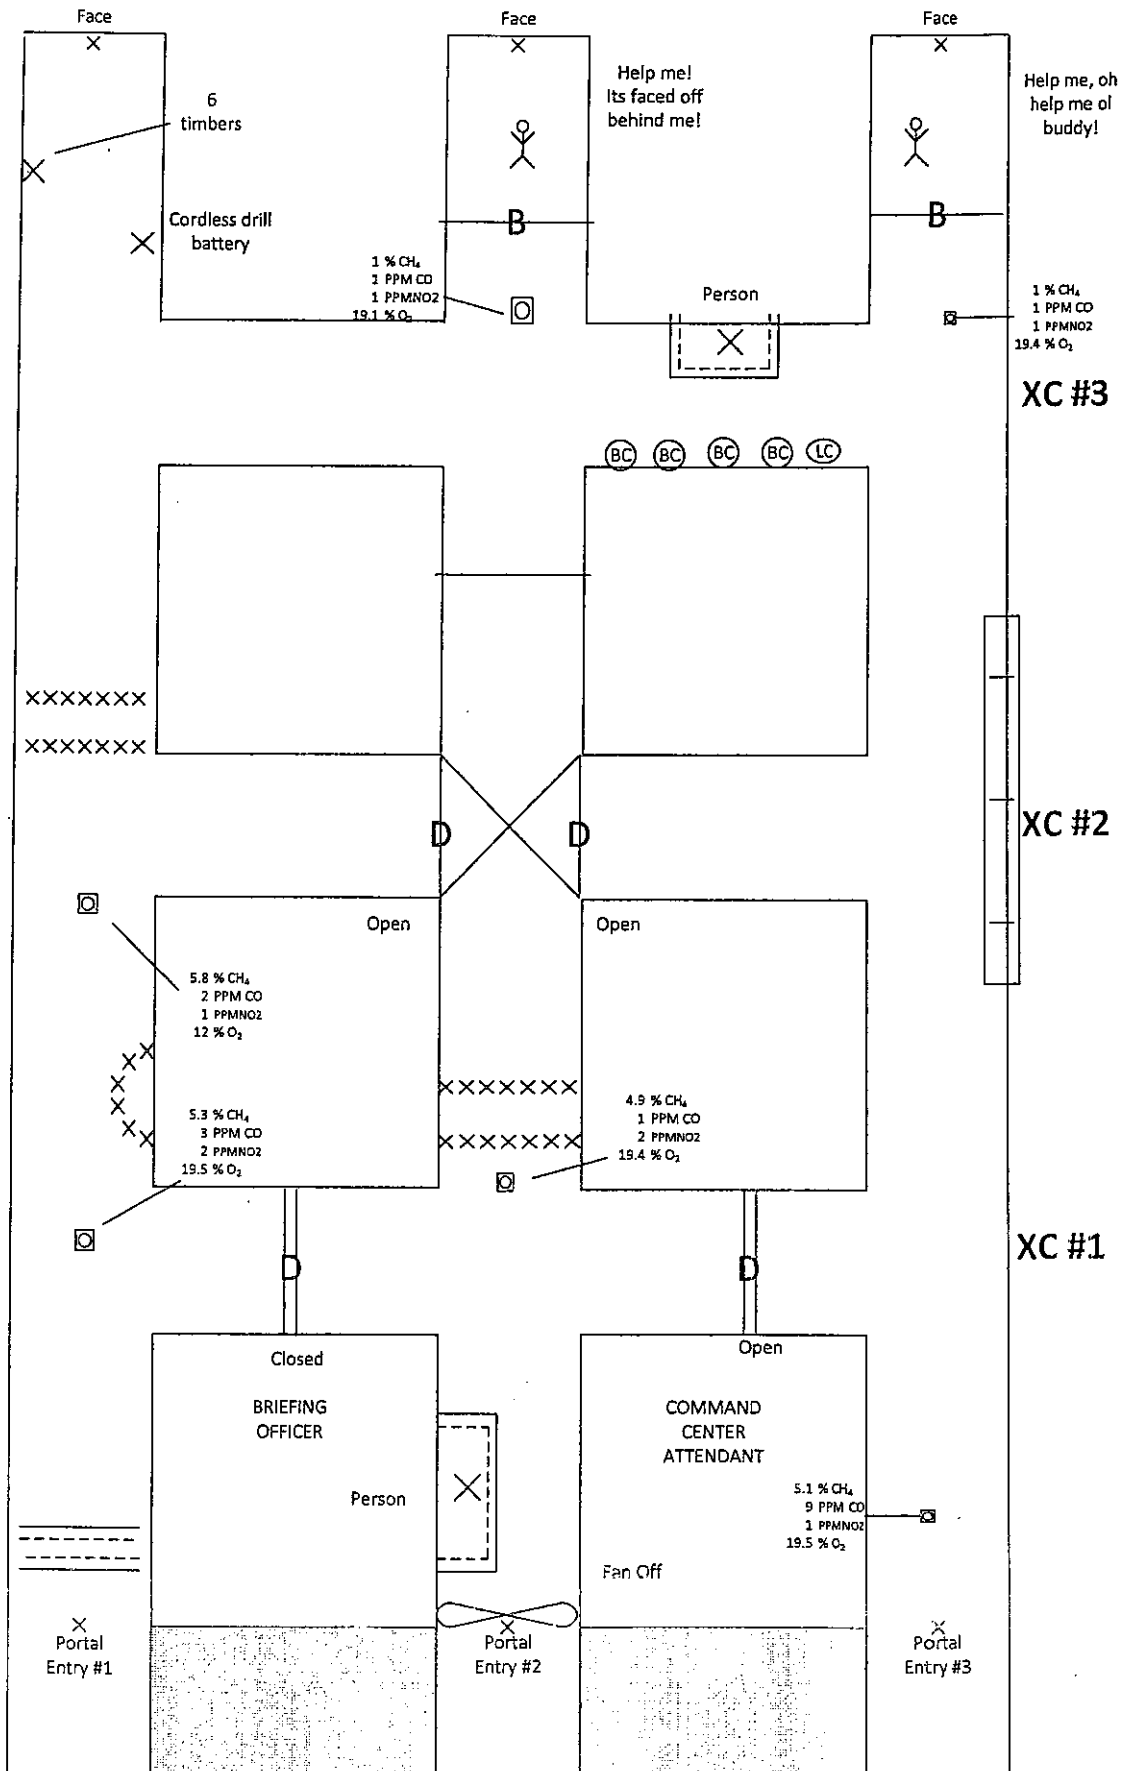 Face
Face
Face
6
timbers
Help me!
Its faced off
behind me!
Help me, oh
help me ol
buddy!
Cordless drill
battery
B
B
1 % CH₄
1 PPM CO
1 PPMNO2
19.1 % O₂
Person
1 % CH₄
1 PPM CO
1 PPMNO2
19.4 % O₂
XC #3
BC
BC
BC
BC
LC
D
D
XC #2
Open
Open
5.8 % CH₄
2 PPM CO
1 PPMNO2
12 % O₂
5.3 % CH₄
3 PPM CO
2 PPMNO2
19.5 % O₂
4.9 % CH₄
1 PPM CO
2 PPMNO2
19.4 % O₂
D
D
XC #1
Closed
Open
BRIEFING
OFFICER
COMMAND
CENTER
ATTENDANT
Person
5.1 % CH₄
9 PPM CO
1 PPMNO2
19.5 % O₂
Fan Off
Portal
Entry #1
Portal
Entry #2
Portal
Entry #3